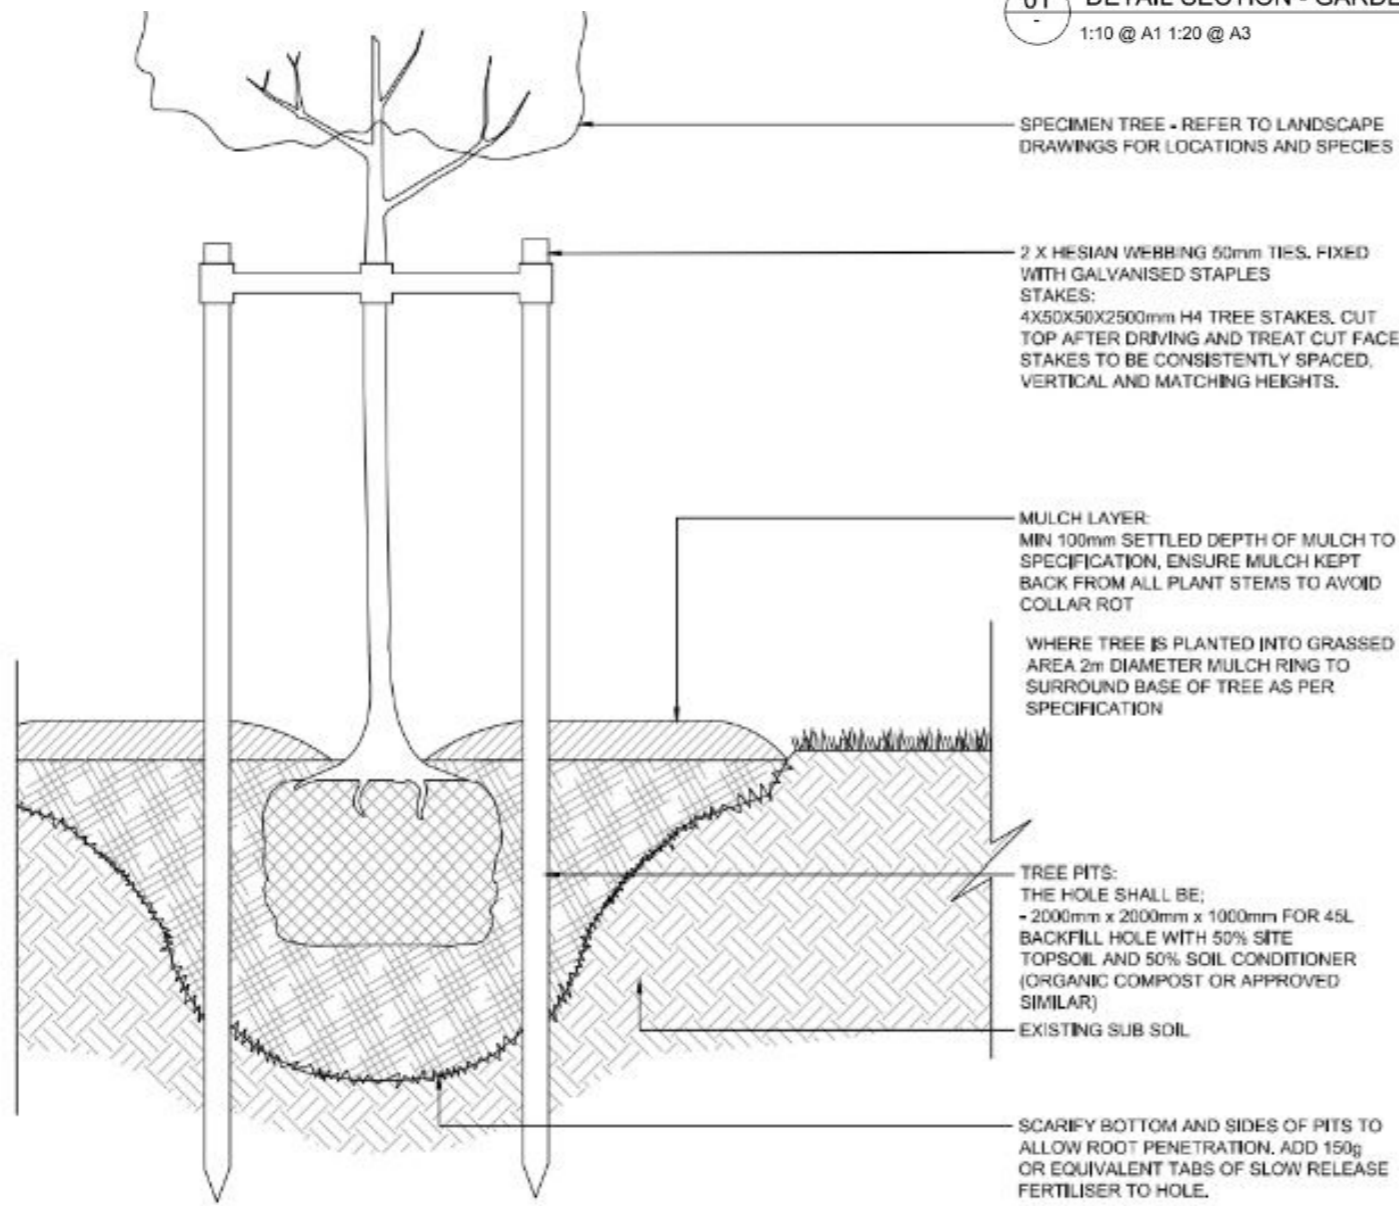 01
-
DETAIL SECTION - GARDE
1:10 @ A1 1:20 @ A3
SPECIMEN TREE - REFER TO LANDSCAPE
DRAWINGS FOR LOCATIONS AND SPECIES
2 X HESIAN WEBBING 50mm TIES. FIXED
WITH GALVANISED STAPLES
STAKES:
4X50X50X2500mm H4 TREE STAKES. CUT
TOP AFTER DRIVING AND TREAT CUT FACE
STAKES TO BE CONSISTENTLY SPACED,
VERTICAL AND MATCHING HEIGHTS.
MULCH LAYER:
MIN 100mm SETTLED DEPTH OF MULCH TO
SPECIFICATION, ENSURE MULCH KEPT
BACK FROM ALL PLANT STEMS TO AVOID
COLLAR ROT
WHERE TREE IS PLANTED INTO GRASSED
AREA 2m DIAMETER MULCH RING TO
SURROUND BASE OF TREE AS PER
SPECIFICATION
TREE PITS:
THE HOLE SHALL BE;
- 2000mm x 2000mm x 1000mm FOR 45L
BACKFILL HOLE WITH 50% SITE
TOPSOIL AND 50% SOIL CONDITIONER
(ORGANIC COMPOST OR APPROVED
SIMILAR)
EXISTING SUB SOIL
SCARIFY BOTTOM AND SIDES OF PITS TO
ALLOW ROOT PENETRATION. ADD 150g
OR EQUIVALENT TABS OF SLOW RELEASE
FERTILISER TO HOLE.